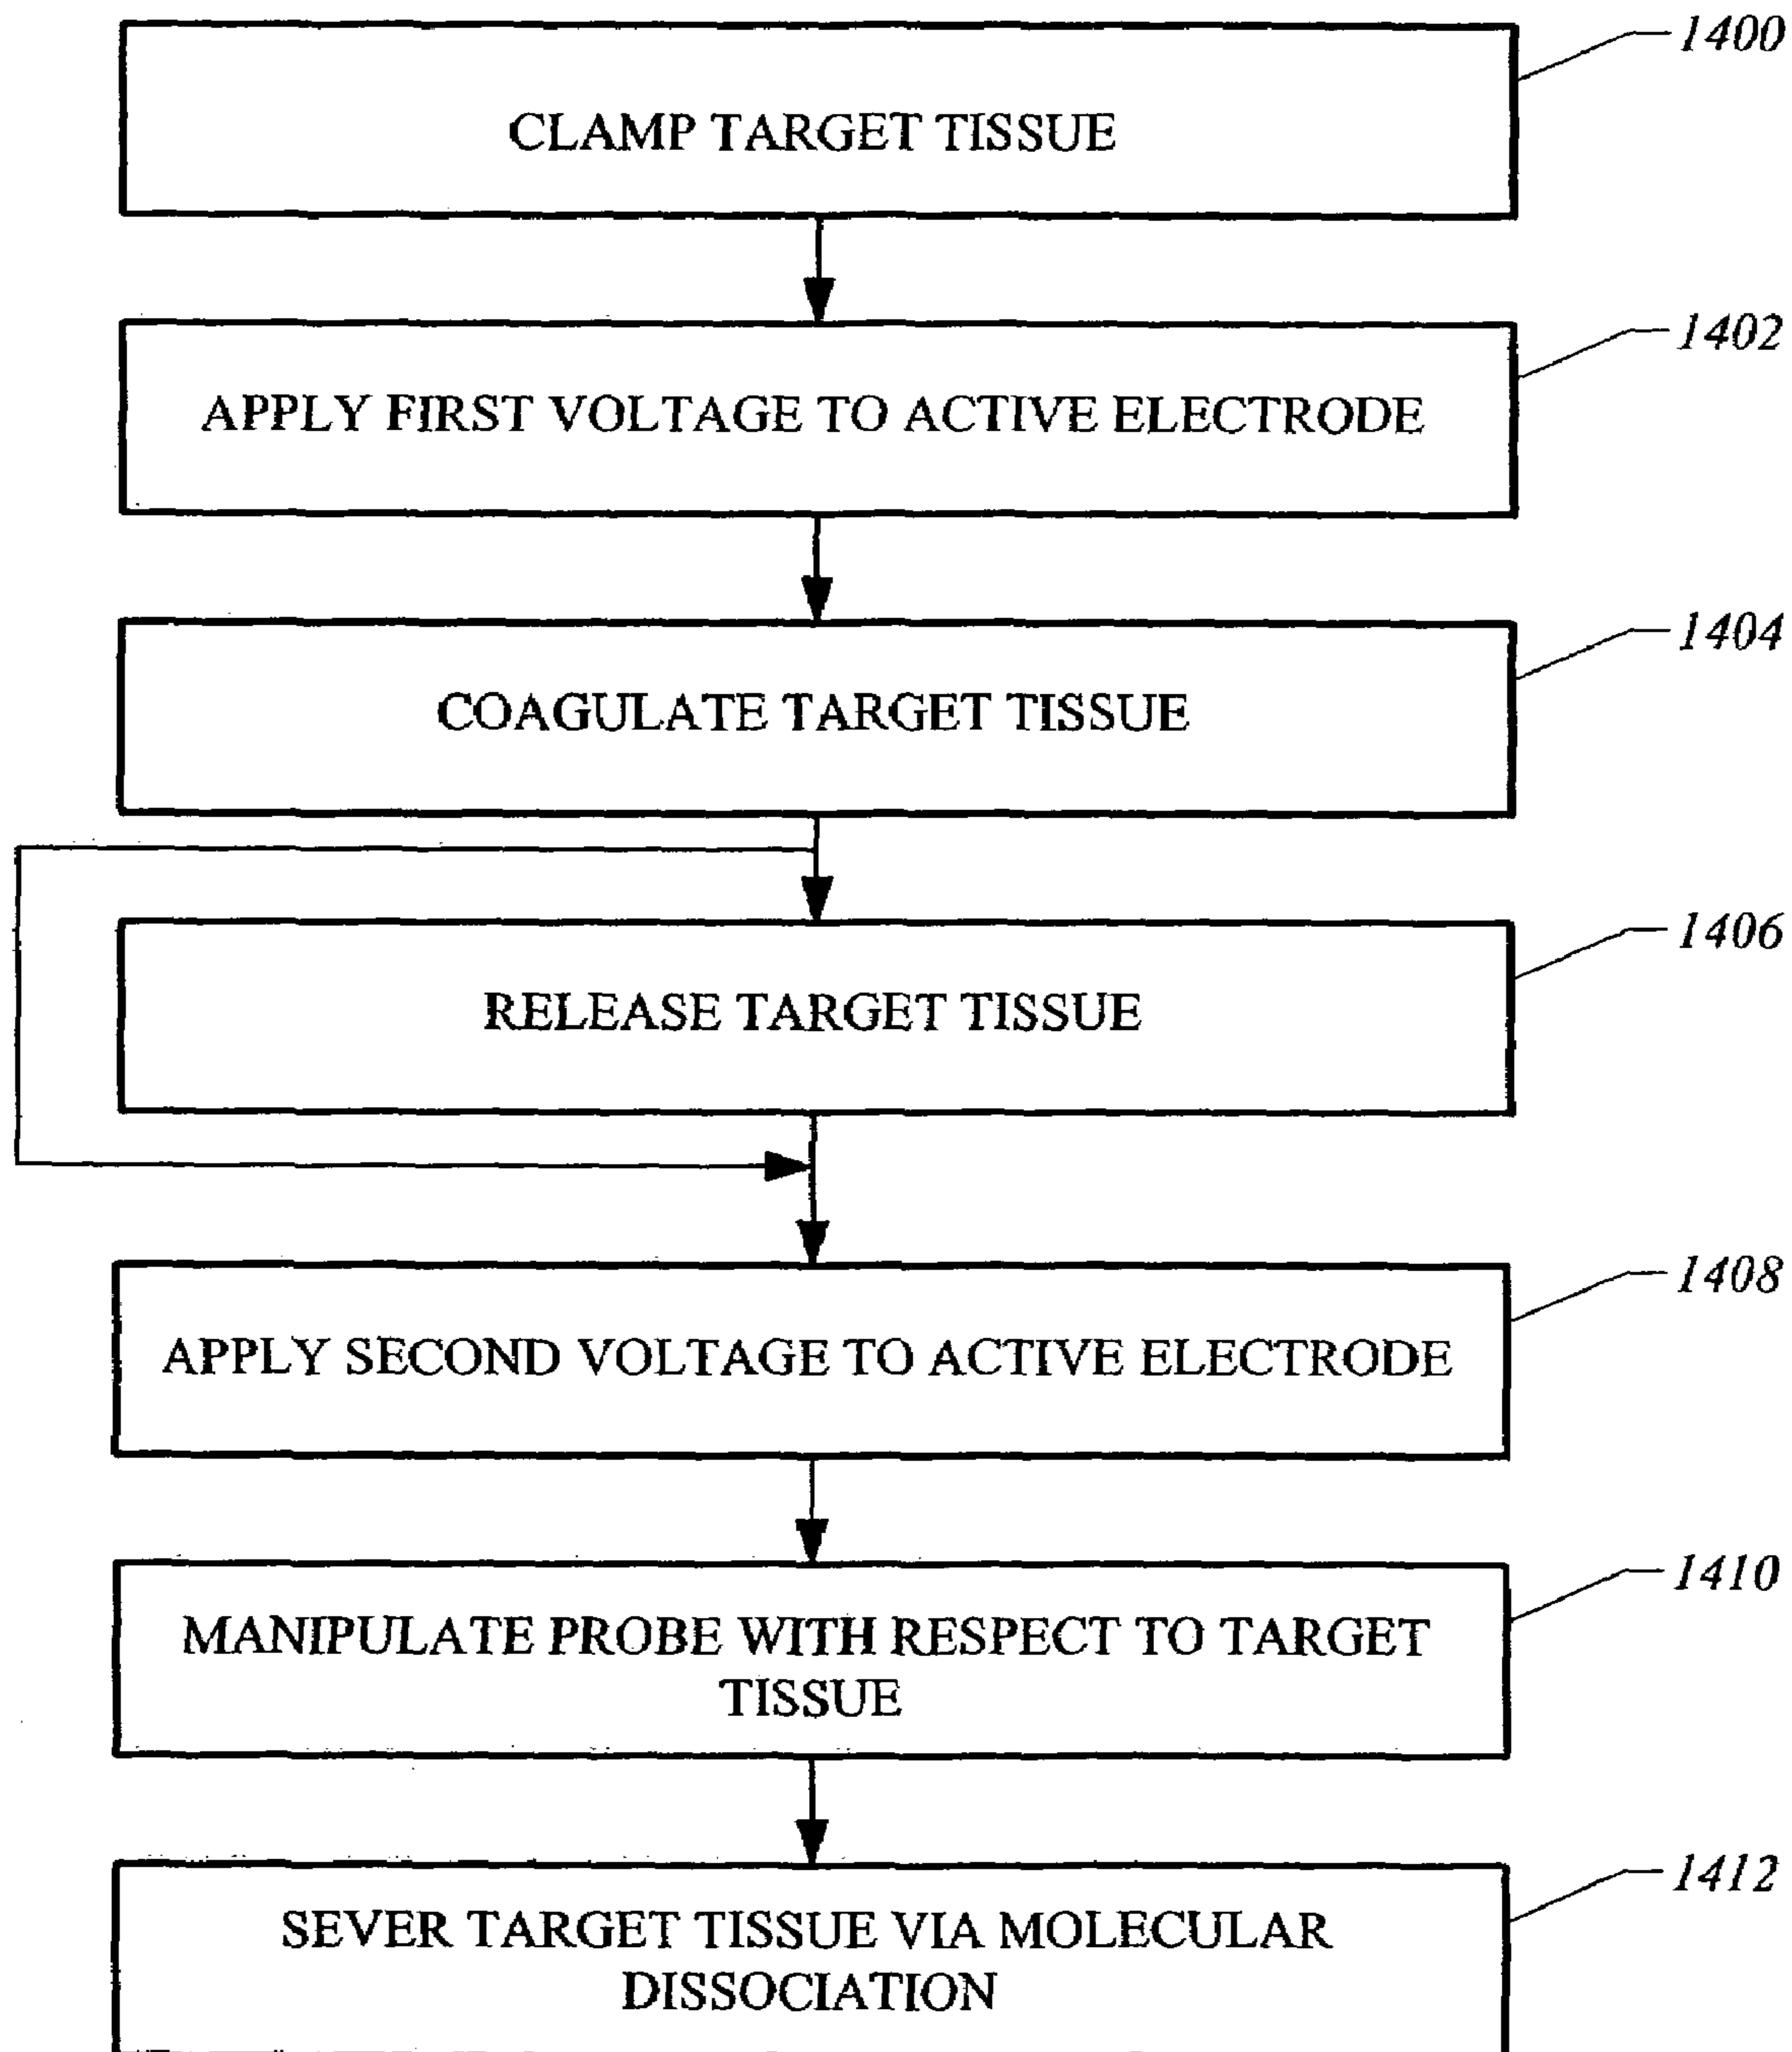 1400
CLAMP TARGET TISSUE
1402
APPLY FIRST VOLTAGE TO ACTIVE ELECTRODE
1404
COAGULATE TARGET TISSUE
1406
RELEASE TARGET TISSUE
1408
APPLY SECOND VOLTAGE TO ACTIVE ELECTRODE
1410
MANIPULATE PROBE WITH RESPECT TO TARGET
TISSUE
1412
SEVER TARGET TISSUE VIA MOLECULAR
DISSOCIATION